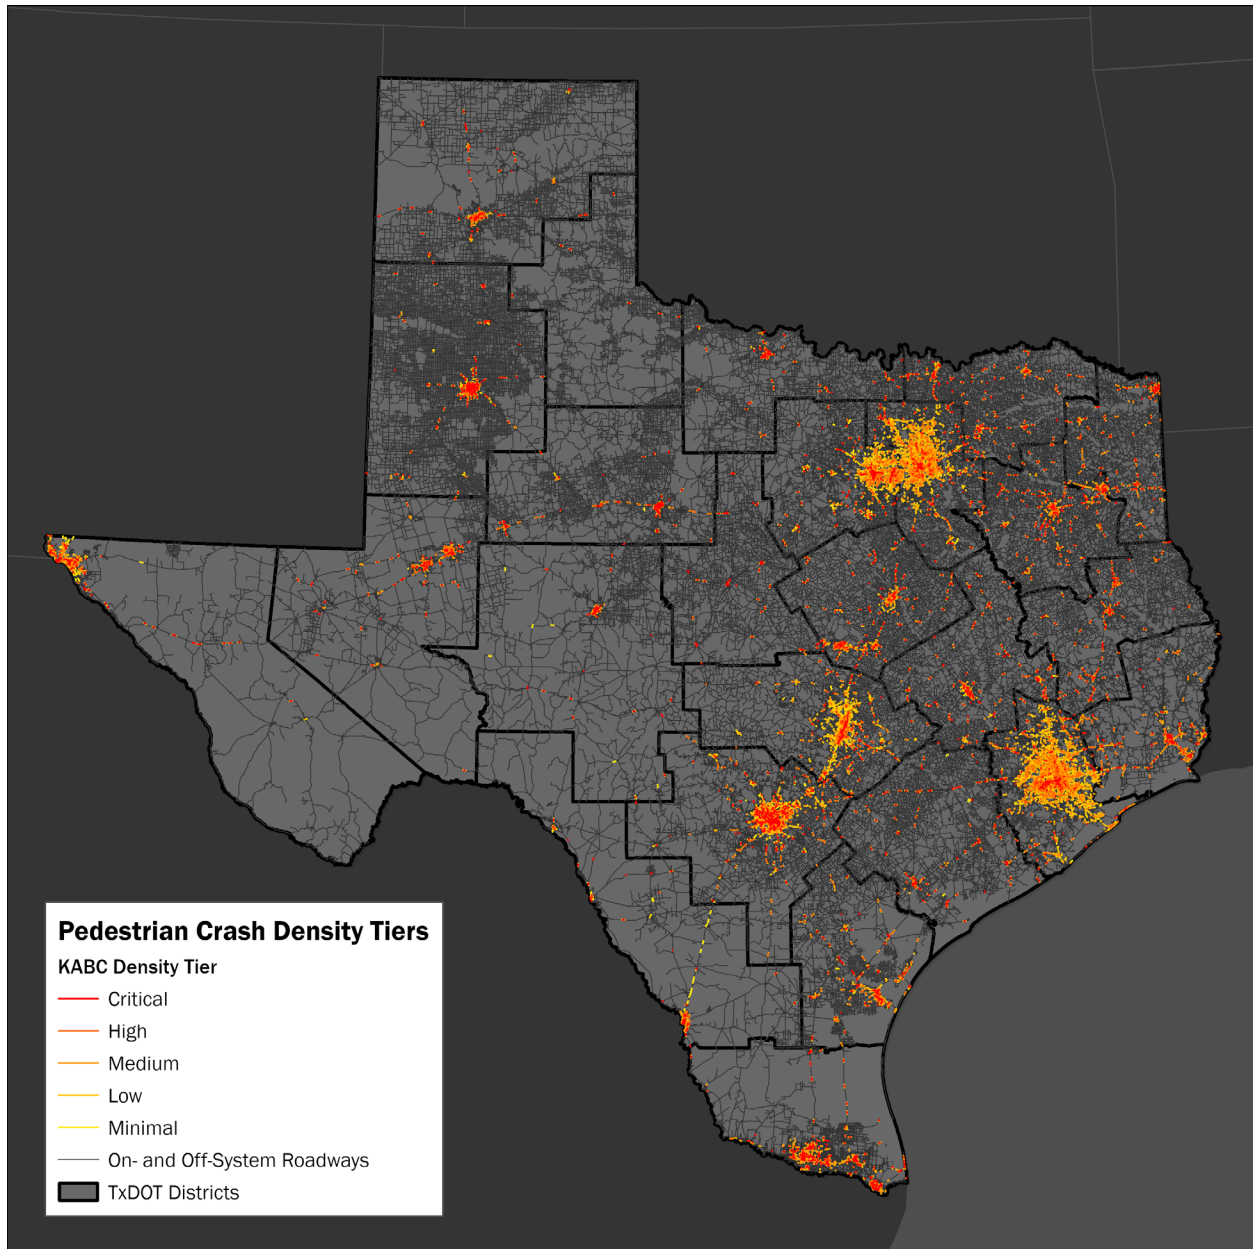 Pedestrian Crash Density Tiers
KABC Density Tier
Critical
High
Medium
Low
Minimal
On- and Off-System Roadways
TxDOT Districts